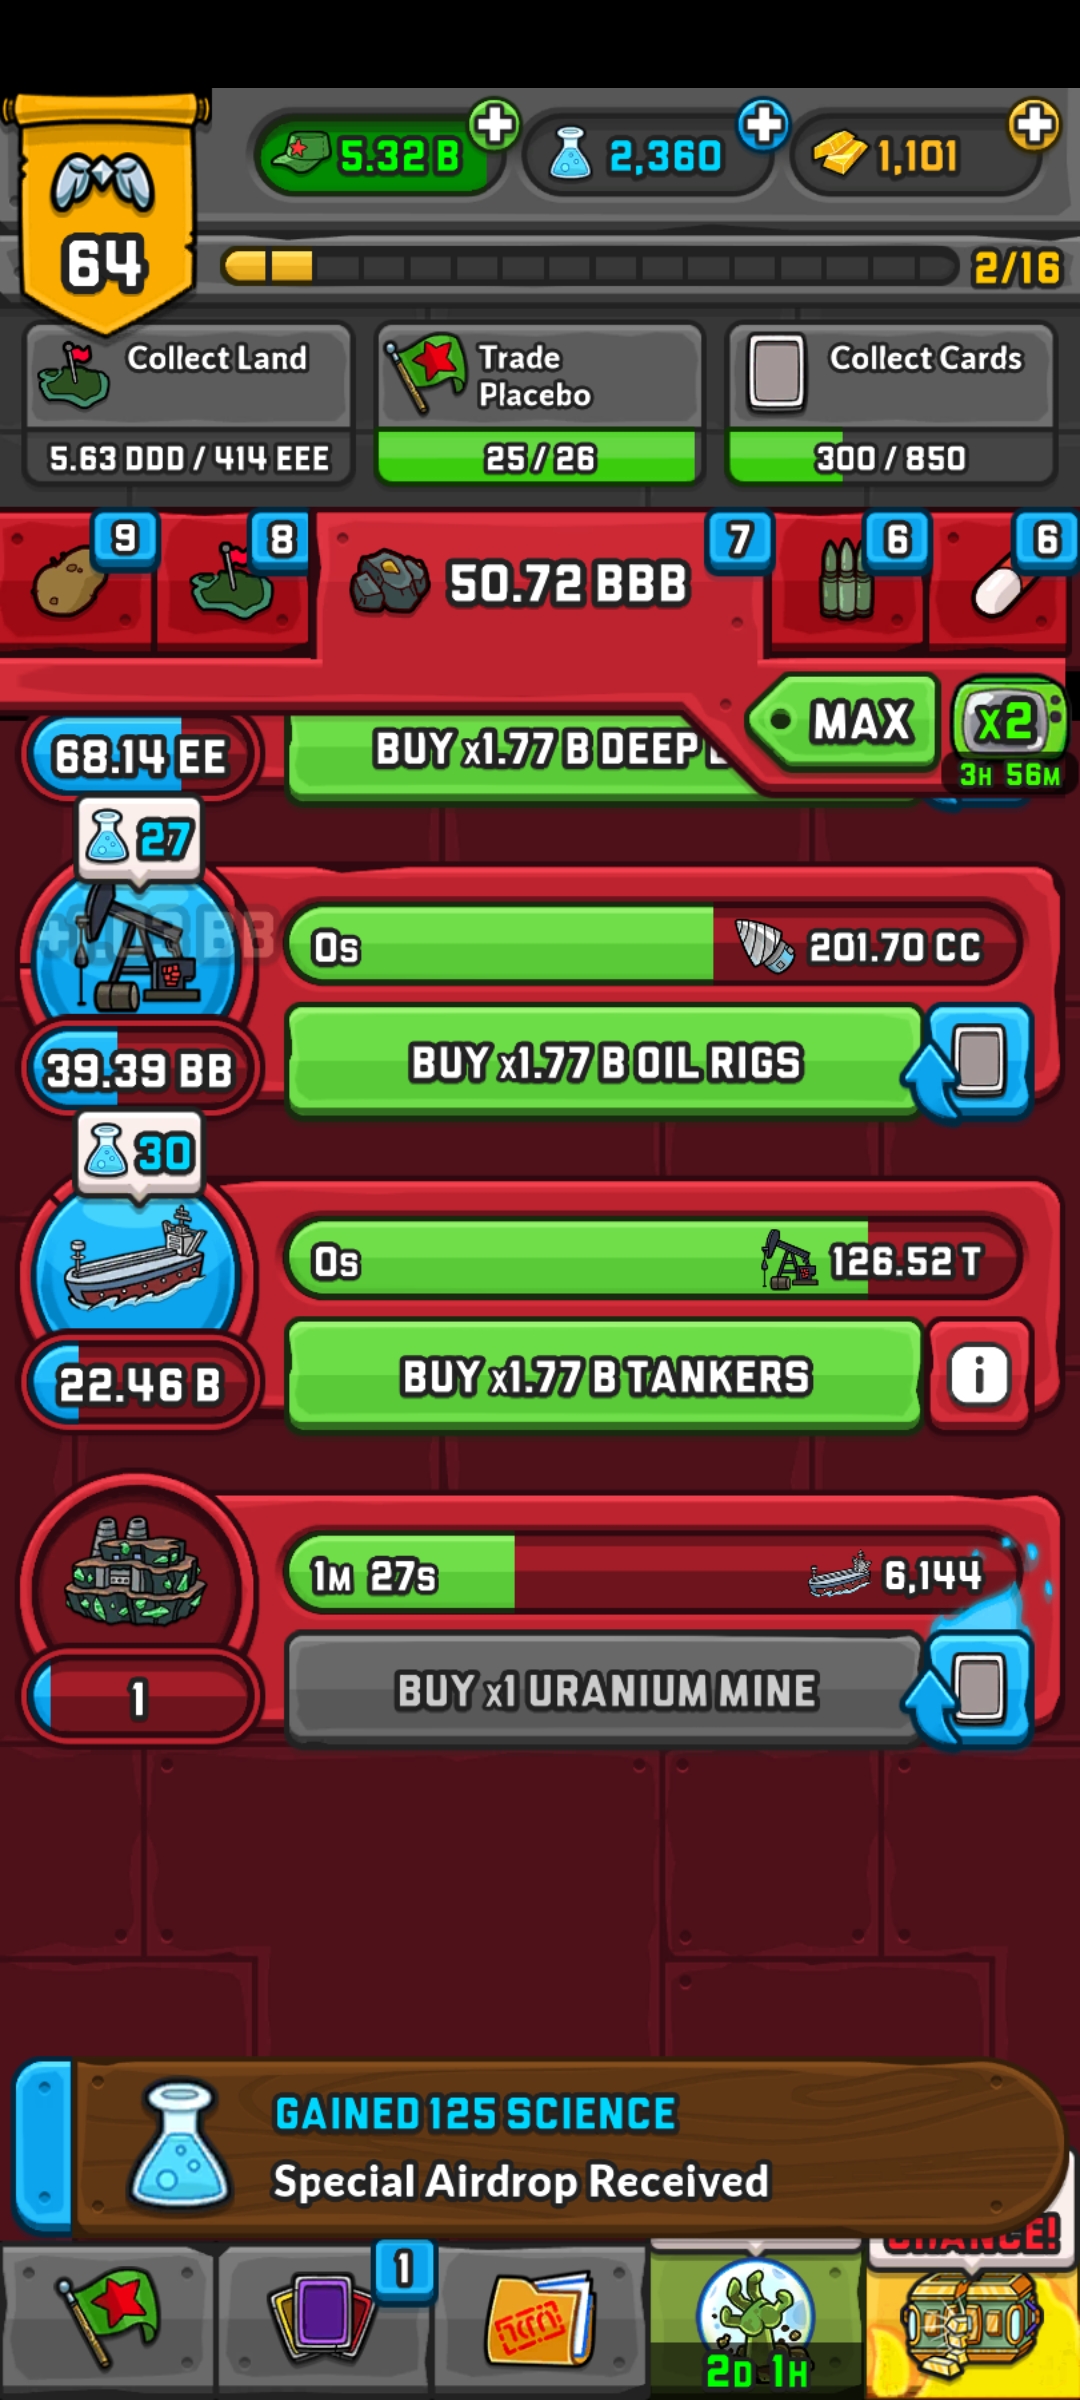 5.32 B
2,360
1,101
64
2/16
Collect Land
Trade
Placebo
Collect Cards
5.63 DDD / 414 EEE
25 / 26
300 / 850
9
8
50.72 BBB
7
6
6
MAX
x2
3H 56M
68.14 EE
BUY x1.77 B DEEP
27
0s
201.70 CC
39.39 BB
BUY x1.77 B OIL RIGS
30
0s
126.52 T
22.46 B
BUY x1.77 B TANKERS
i
1M 27s
6,144
1
BUY x1 URANIUM MINE
GAINED 125 SCIENCE
Special Airdrop Received
CHANCE!
1
2D 1H